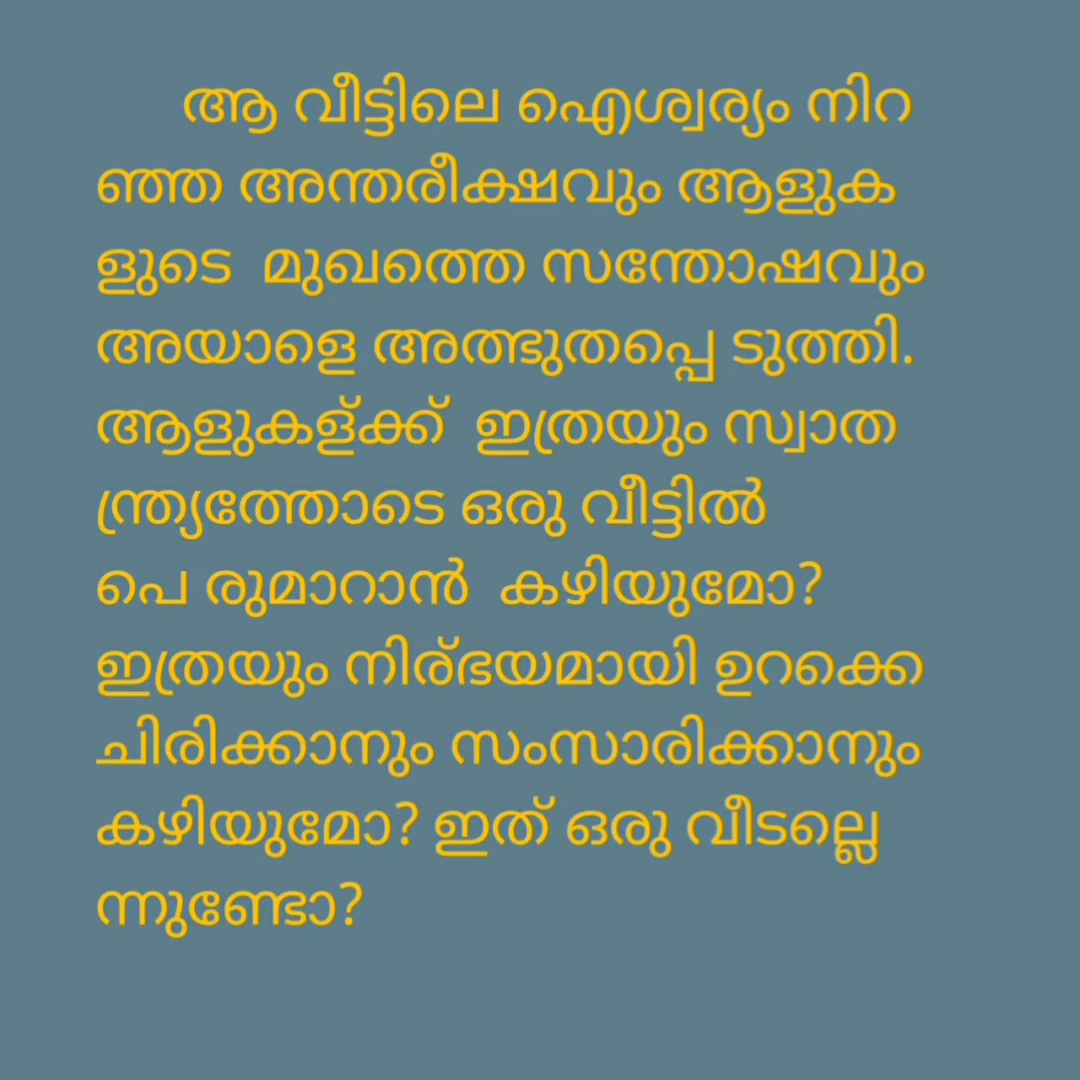 ആ വീട്ടിലെ ഐശ്വര്യം നിറ
ഞ്ഞ അന്തരീക്ഷവും ആളുക
ളുടെ മുഖത്തെ സന്തോഷവും
അയാളെ അത്ഭുതപ്പെ ടുത്തി.
ആളുകള്ക്ക് ഇത്രയും സ്വാത
ന്ത്ര്യത്തോടെ ഒരു വീട്ടിൽ
പെ രുമാറാൻ കഴിയുമോ?
ഇത്രയും നിര്ഭയമായി ഉറക്കെ
ചിരിക്കാനും സംസാരിക്കാനും
കഴിയുമോ? ഇത് ഒരു വീടല്ലെ
ന്നുണ്ടോ?